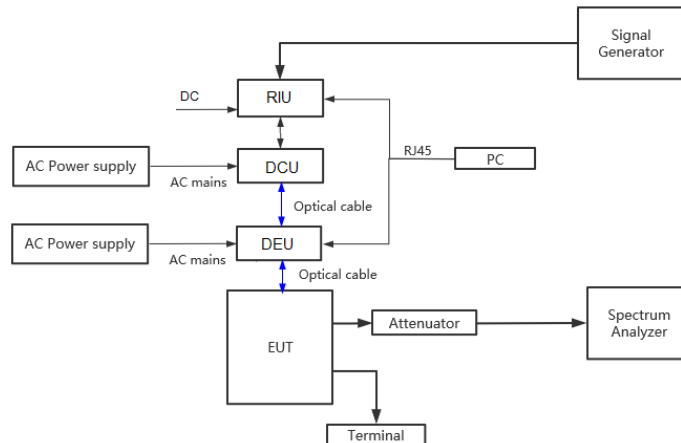 Signal
Generator
DC
RIU
RJ45
PC
AC Power supply
AC mains
DCU
Optical cable
AC Power supply
AC mains
DEU
Optical cable
EUT
Attenuator
Spectrum
Analyzer
Terminal